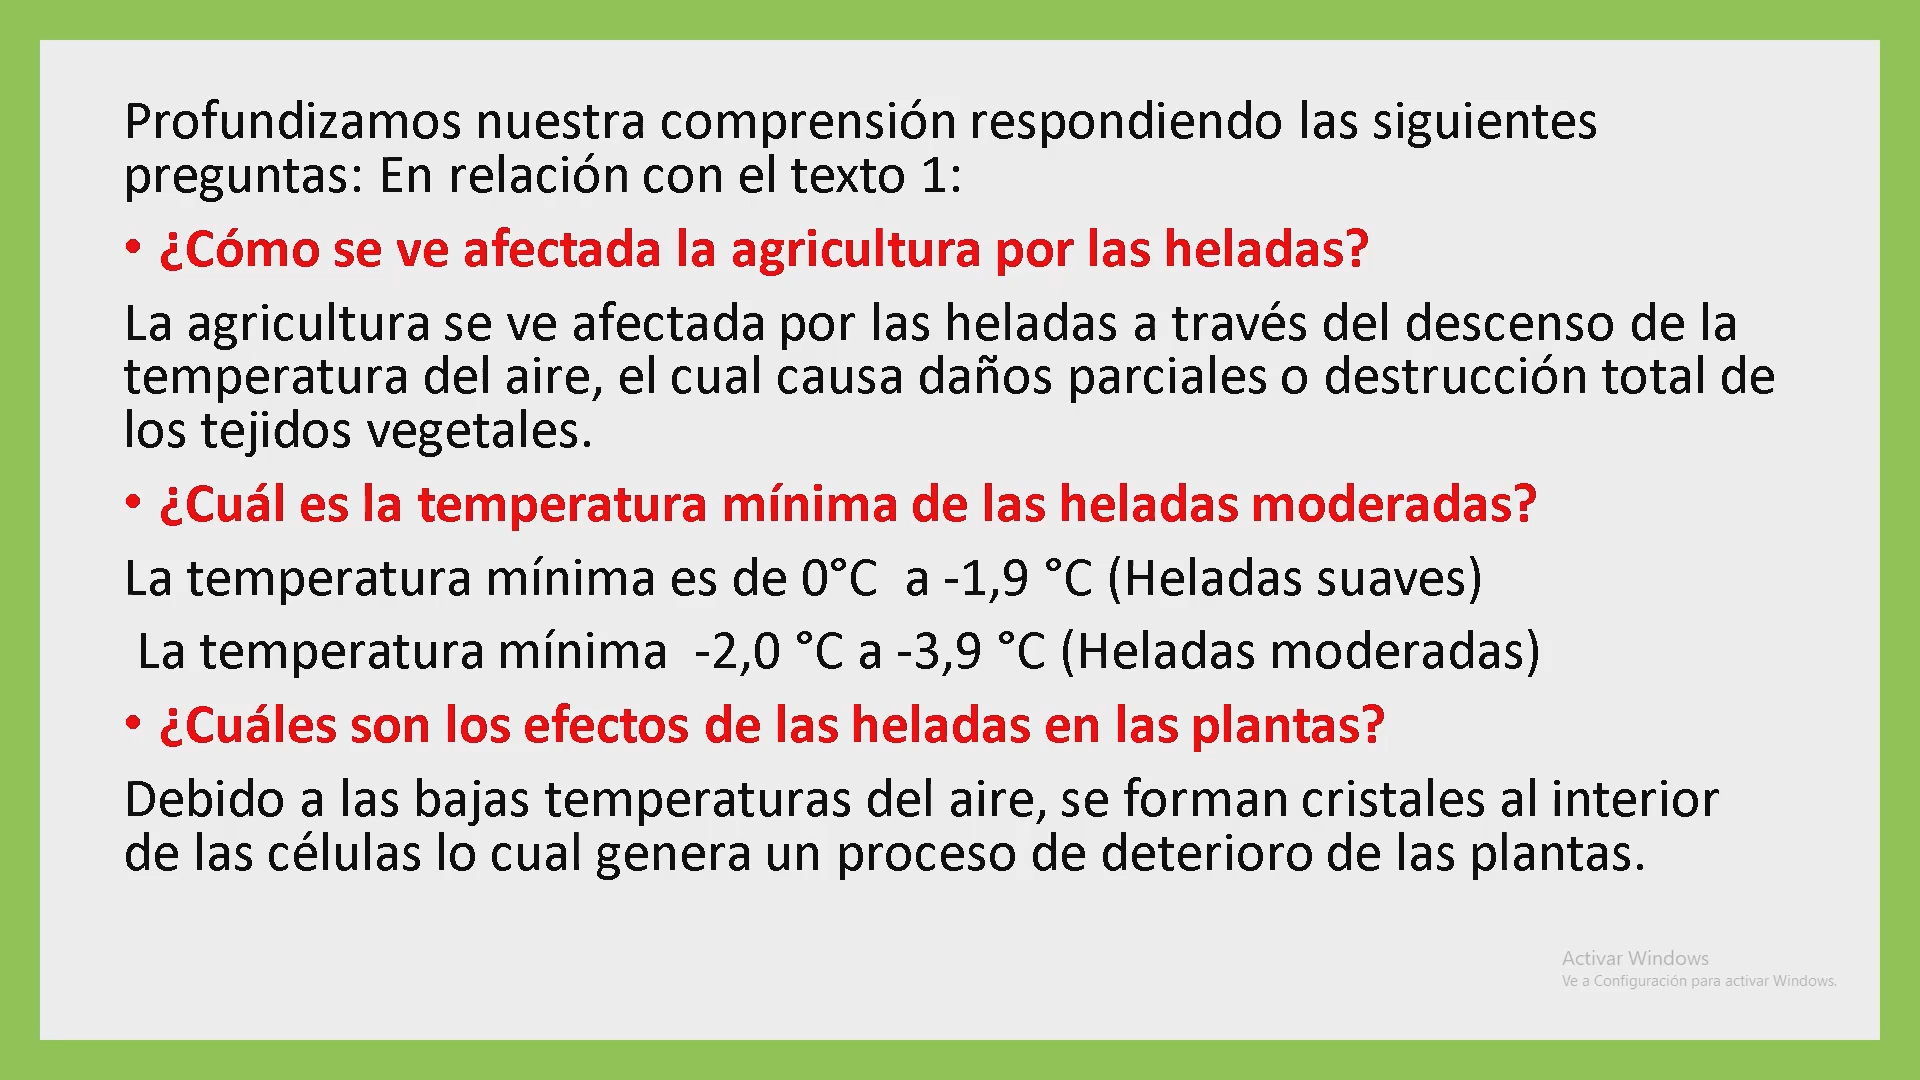 Profundizamos nuestra comprensión respondiendo las siguientes
preguntas: En relación con el texto 1:
• ¿Cómo se ve afectada la agricultura por las heladas?
La agricultura se ve afectada por las heladas a través del descenso de la
temperatura del aire, el cual causa daños parciales o destrucción total de
los tejidos vegetales.
• ¿Cuál es la temperatura mínima de las heladas moderadas?
La temperatura mínima es de 0°C  a -1,9 °C (Heladas suaves)
La temperatura mínima  -2,0 °C a -3,9 °C (Heladas moderadas)
• ¿Cuáles son los efectos de las heladas en las plantas?
Debido a las bajas temperaturas del aire, se forman cristales al interior
de las células lo cual genera un proceso de deterioro de las plantas.
Activar Windows
Ve a Configuración para activar Windows.